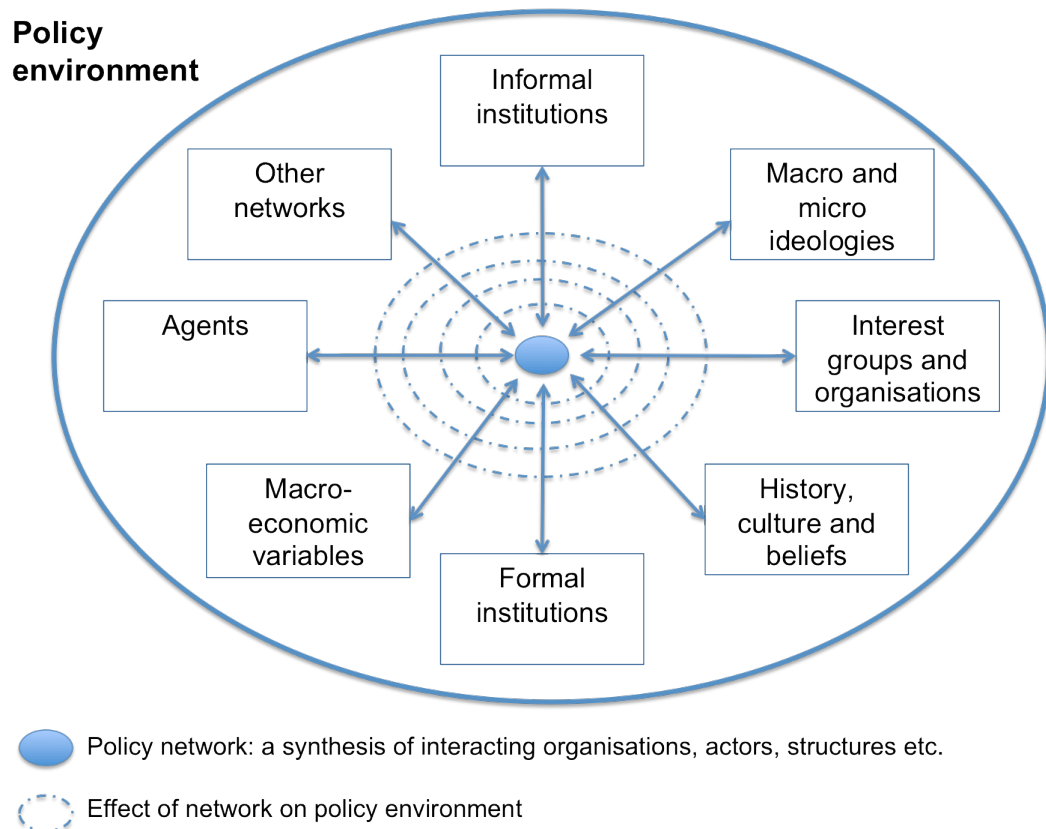 Policy
environment
Informal
institutions
Other
networks
Macro and
micro
ideologies
Agents
Interest
groups and
organisations
Macro-
economic
variables
History,
culture and
beliefs
Formal
institutions
Policy network: a synthesis of interacting organisations, actors, structures etc.
Effect of network on policy environment